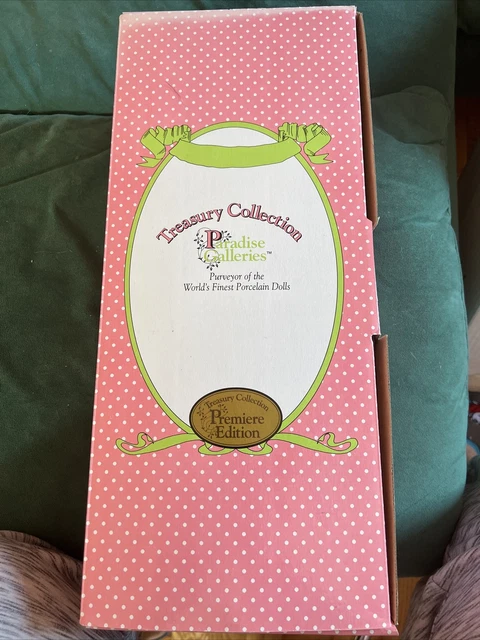 Treasury Collection
Paradise
Galleries™
Purveyor of the
World's Finest Porcelain Dolls
Treasury Collection
Premiere
Edition